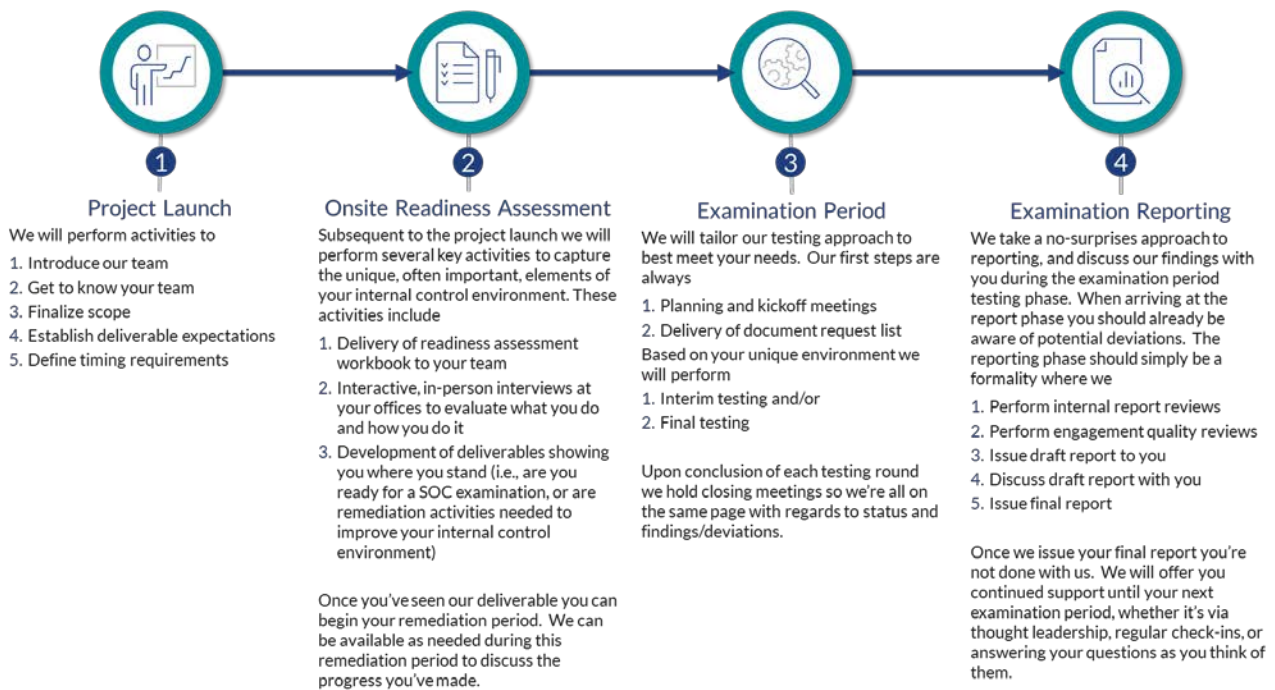 1
Project Launch
We will perform activities to
1. Introduce our team
2. Get to know your team
3. Finalize scope
4. Establish deliverable expectations
5. Define timing requirements
2
Onsite Readiness Assessment
Subsequent to the project launch we will
perform several key activities to capture
the unique, often important, elements of
your internal control environment. These
activities include
1. Delivery of readiness assessment
workbook to your team
2. Interactive, in-person interviews at
your offices to evaluate what you do
and how you do it
3. Development of deliverables showing
you where you stand (i.e., are you
ready for a SOC examination, or are
remediation activities needed to
improve your internal control
environment)
Once you've seen our deliverable you can
begin your remediation period. We can
be available as needed during this
remediation period to discuss the
progress you've made.
3
Examination Period
We will tailor our testing approach to
best meet your needs. Our first steps are
always
1. Planning and kickoff meetings
2. Delivery of document request list
Based on your unique environment we
will perform
1. Interim testing and/or
2. Final testing
Upon conclusion of each testing round
we hold closing meetings so we're all on
the same page with regards to status and
findings/deviations.
4
Examination Reporting
We take a no-surprises approach to
reporting, and discuss our findings with
you during the examination period
testing phase. When arriving at the
report phase you should already be
aware of potential deviations. The
reporting phase should simply be a
formality where we
1. Perform internal report reviews
2. Perform engagement quality reviews
3. Issue draft report to you
4. Discuss draft report with you
5. Issue final report
Once we issue your final report you're
not done with us. We will offer you
continued support until your next
examination period, whether it's via
thought leadership, regular check-ins, or
answering your questions as you think of
them.